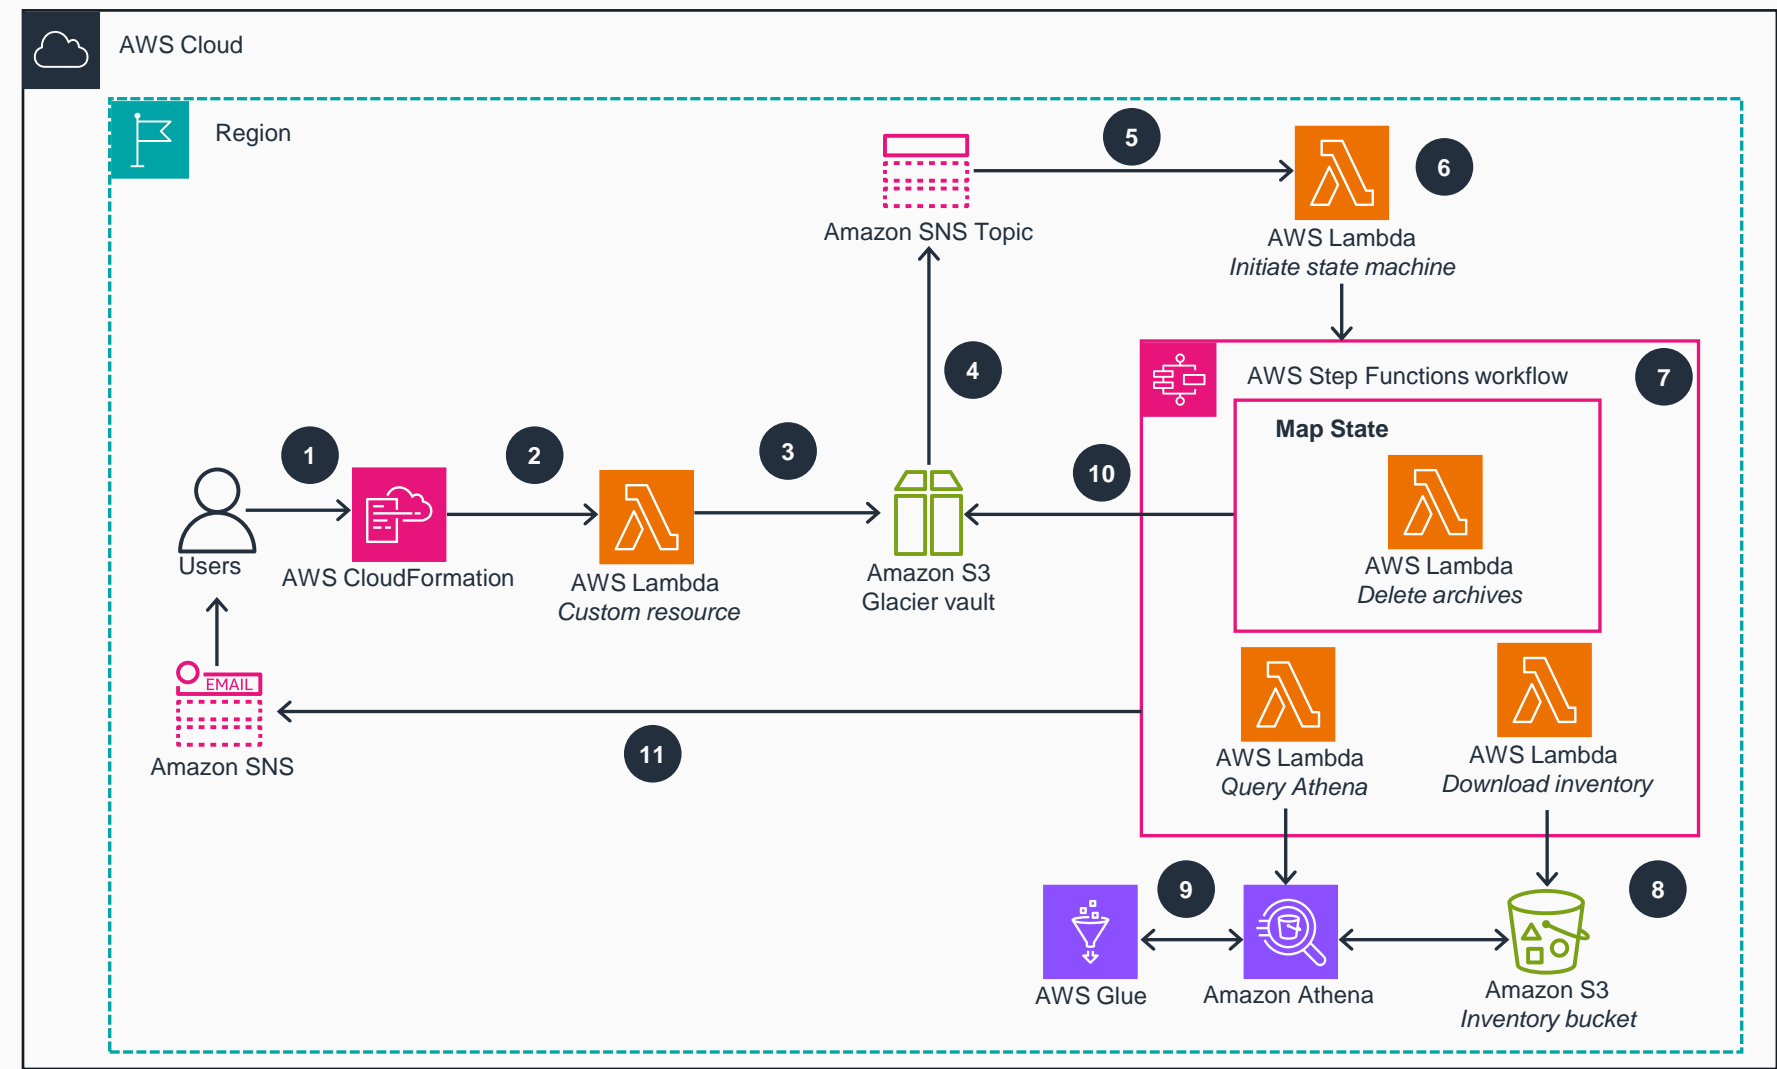 AWS Cloud
Region
5
6
Amazon SNS Topic
AWS Lambda
Initiate state machine
4
7
AWS Step Functions workflow
Map State
1
2
3
10
Users
AWS CloudFormation
AWS Lambda
Custom resource
Amazon S3
Glacier vault
AWS Lambda
Delete archives
EMAIL
Amazon SNS
11
AWS Lambda
Query Athena
AWS Lambda
Download inventory
9
8
AWS Glue
Amazon Athena
Amazon S3
Inventory bucket